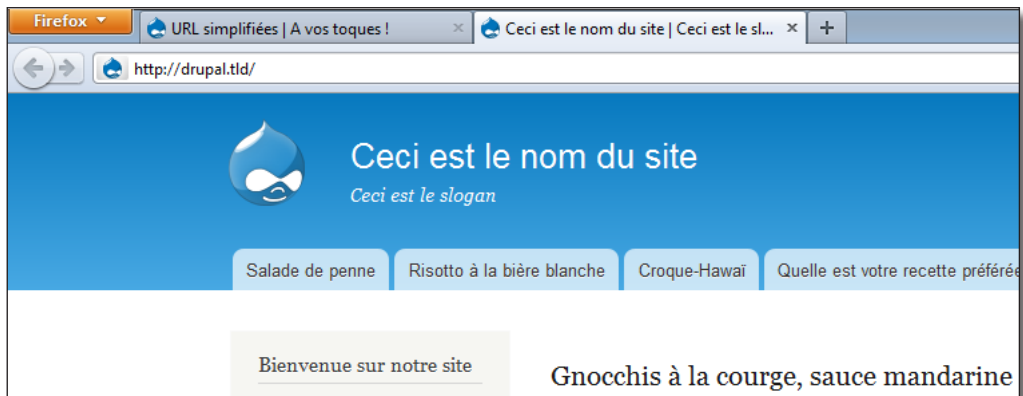 Firefox
URL simplifiées | A vos toques !
Ceci est le nom du site | Ceci est le sl...
http://drupal.tld/
Ceci est le nom du site
Ceci est le slogan
Salade de penne
Risotto à la bière blanche
Croque-Hawaï
Quelle est votre recette préférée
Bienvenue sur notre site
Gnocchis à la courge, sauce mandarine